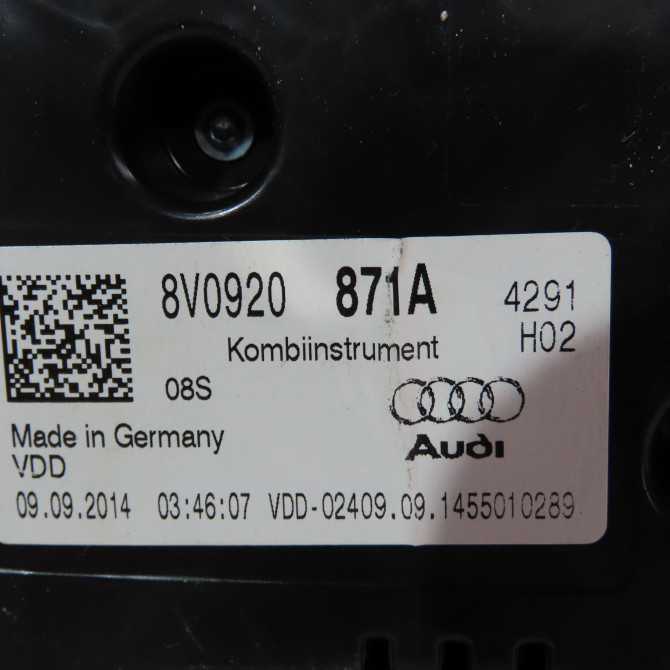 8V0920 871A 4291
Kombiinstrument H02
08S
Audi
Made in Germany
VDD
09.09.2014 03:46:07 VDD-02409.09.1455010289